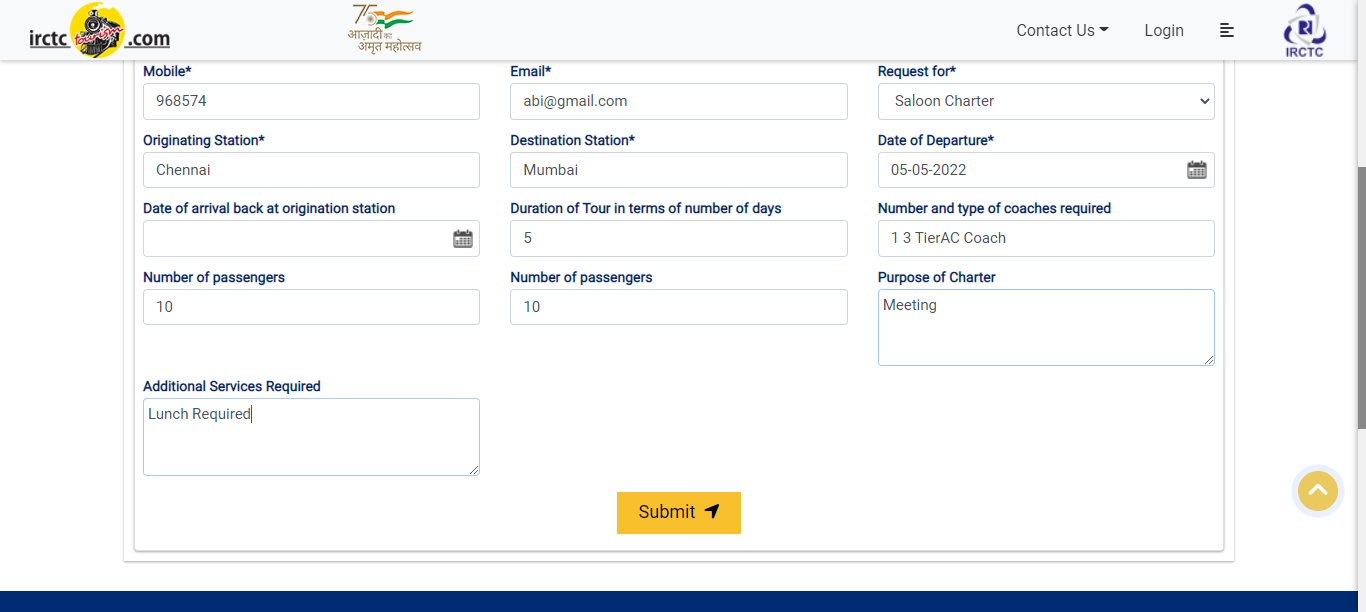 irctc tourism .com
75
आज़ादी का
अमृत महोत्सव
Contact Us
Login
IRCTC
Mobile*
Email*
Request for*
968574
abi@gmail.com
Saloon Charter
Originating Station*
Destination Station*
Date of Departure*
Chennai
Mumbai
05-05-2022
Date of arrival back at origination station
Duration of Tour in terms of number of days
Number and type of coaches required
5
1 3 TierAC Coach
Number of passengers
Number of passengers
Purpose of Charter
10
10
Meeting
Additional Services Required
Lunch Required
Submit